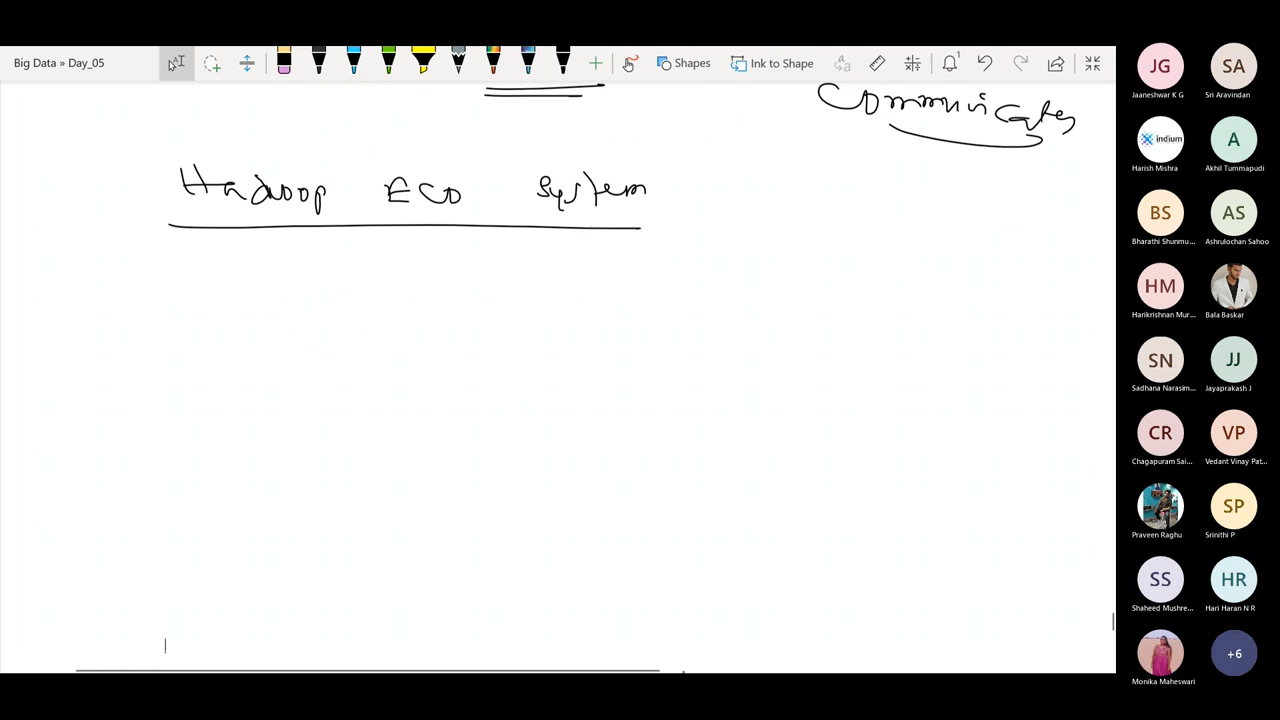 Big Data » Day_05
Shapes
Ink to Shape
1
Communicates
Hadoop ECO System
JG
SA
Jaaneshwar K G
Sri Aravindan
indium
A
Harish Mishra
Akhil Tummapudi
BS
AS
Bharathi Shunmu...
Ashrulochan Sahoo
HM
Harikrishnan Mur...
Bala Baskar
SN
JJ
Sadhana Narasim...
Jayaprakash J
CR
VP
Chagapuram Sai...
Vedant Vinay Pat...
SP
Praveen Raghu
Srinithi P
SS
HR
Shaheed Mushre...
Hari Haran N R
+6
Monika Maheswari